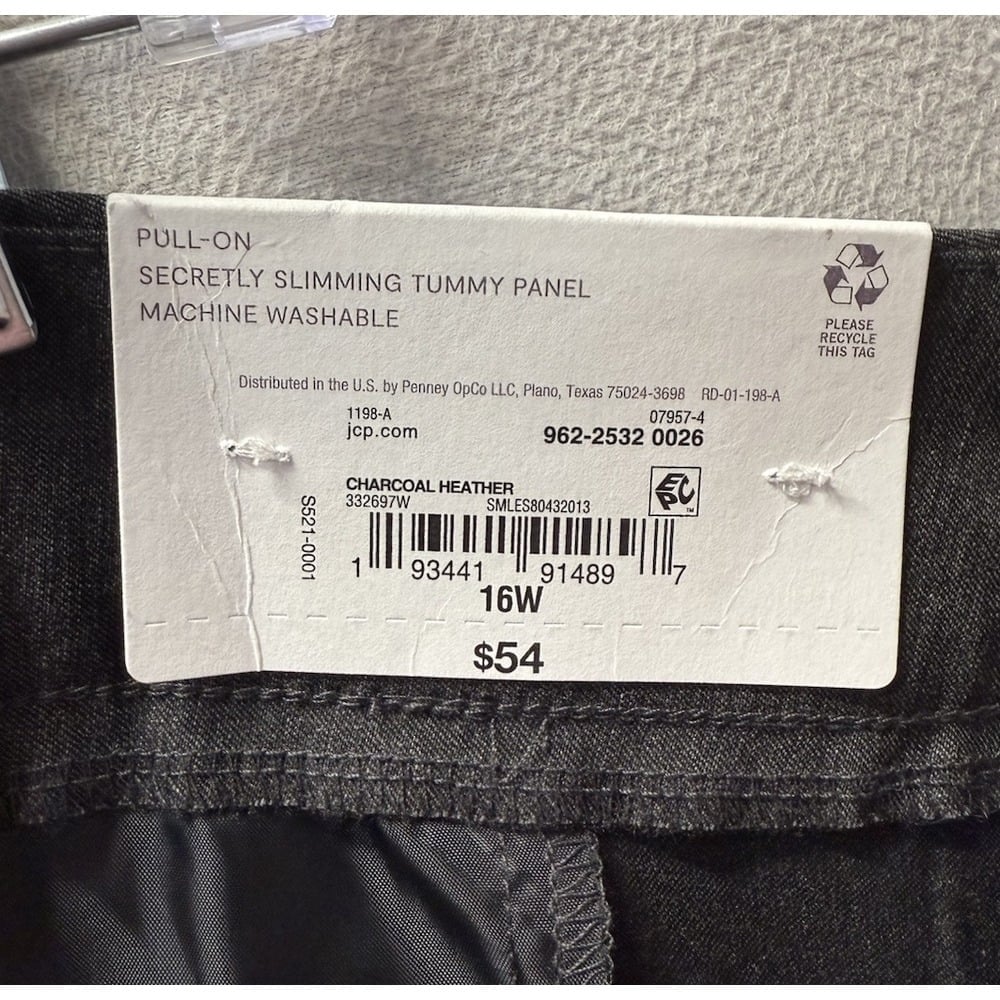 PULL-ON
SECRETLY SLIMMING TUMMY PANEL
MACHINE WASHABLE
PLEASE
RECYCLE
THIS TAG
Distributed in the U.S. by Penney OpCo LLC, Plano, Texas 75024-3698 RD-01-198-A
1198-A 07957-4
jcp.com 962-2532 0026
CHARCOAL HEATHER
332697W SMLES80432013
EPC TM
S521-0001
1 93441 91489 7
16W
$54